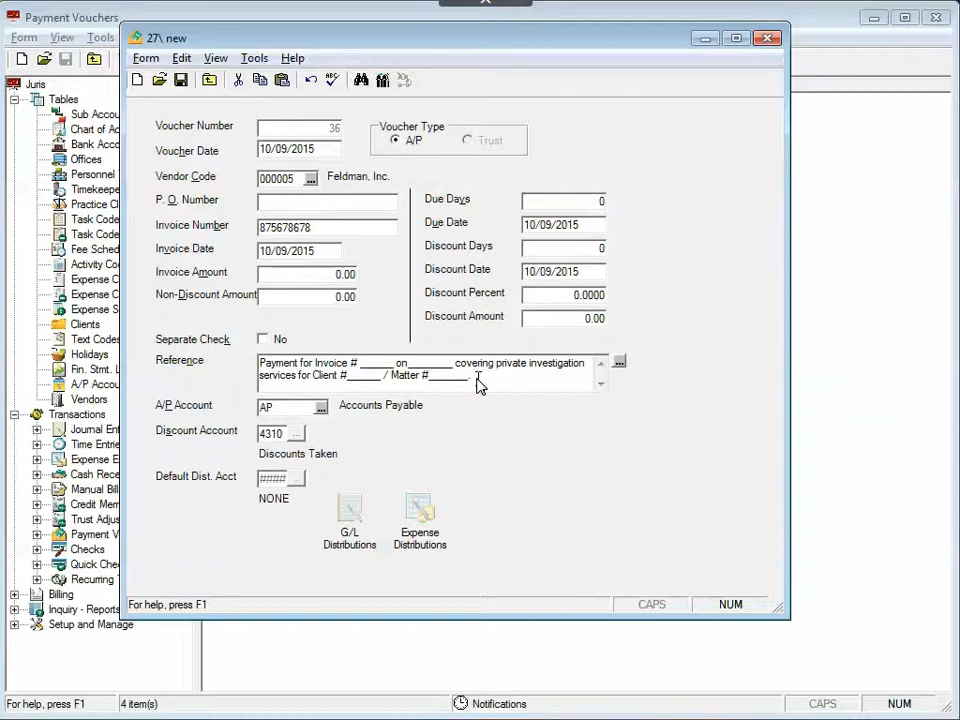 Payment Vouchers
Form View Tools
Juris
Tables
Sub Accou
Chart of Ac
Bank Acco
Offices
Personnel
Timekeepe
Practice Cl
Task Code
Task Code
Fee Sched
Activity Co
Expense C
Expense C
Expense S
Clients
Text Codes
Holidays
Fin. Stmt. L
A/P Accou
Vendors
Transactions
Journal Ent
Time Entrie
Expense E
Cash Rece
Manual Bill
Credit Mem
Trust Adjus
Payment V
Checks
Quick Chec
Recurring T
Billing
Inquiry - Reports
Setup and Manage
For help, press F1
4 item(s)
Notifications
CAPS
NUM
27\ new
Form Edit View Tools Help
Voucher Number 36
Voucher Date 10/09/2015
Voucher Type
A/P Trust
Vendor Code 000005 ... Feldman, Inc.
P. O. Number
Invoice Number 875678678
Invoice Date 10/09/2015
Invoice Amount 0.00
Non-Discount Amount 0.00
Due Days 0
Due Date 10/09/2015
Discount Days 0
Discount Date 10/09/2015
Discount Percent 0.0000
Discount Amount 0.00
Separate Check No
Reference
Payment for Invoice # ______ on________ covering private investigation
services for Client #______ / Matter #_______.
...
A/P Account AP ... Accounts Payable
Discount Account 4310 ...
Discounts Taken
Default Dist. Acct #### ...
NONE
G/L
Distributions
Expense
Distributions
For help, press F1
CAPS
NUM